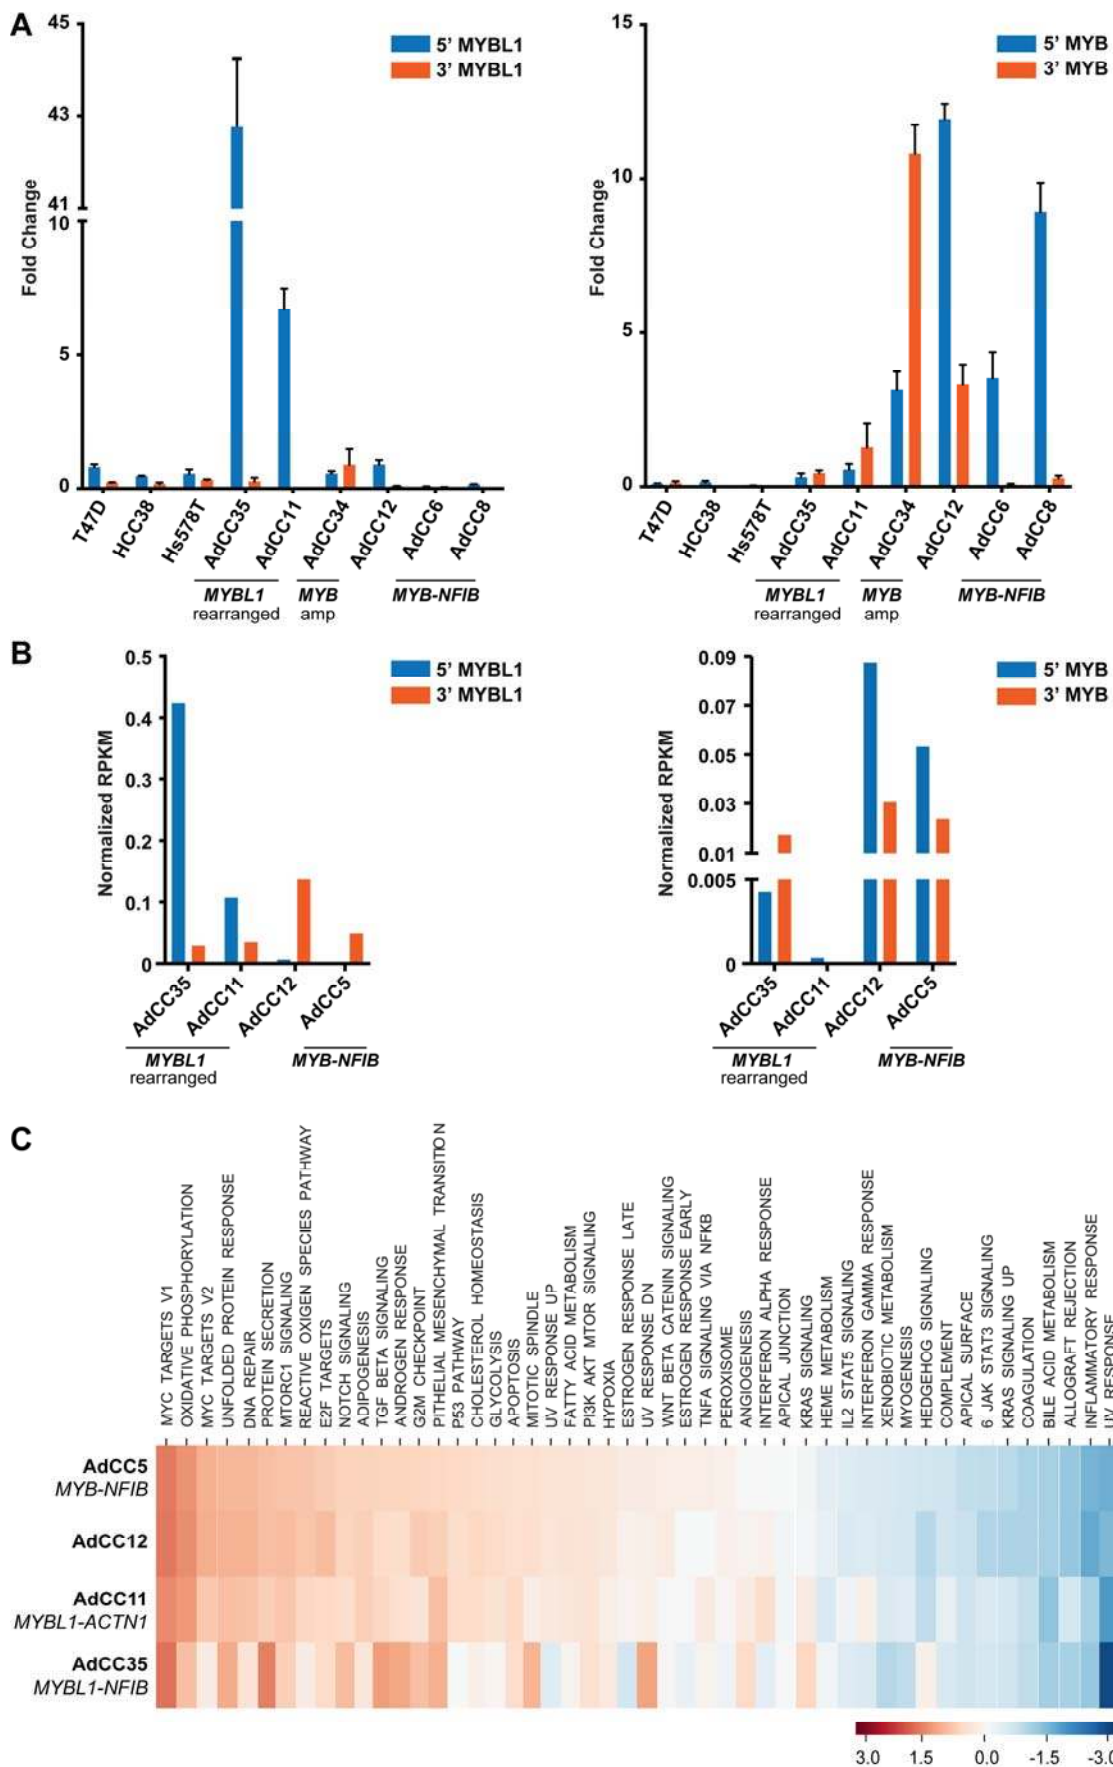 A
45
43
41
10
5
0
Fold Change
5’ MYBL1
3’ MYBL1
T47D
HCC38
Hs578T
AdCC35
AdCC11
AdCC34
AdCC12
AdCC6
AdCC8
MYBL1
rearranged
MYB
amp
MYB-NFIB
15
10
5
0
Fold Change
5’ MYB
3’ MYB
T47D
HCC38
Hs578T
AdCC35
AdCC11
AdCC34
AdCC12
AdCC6
AdCC8
MYBL1
rearranged
MYB
amp
MYB-NFIB
B
0.5
0.4
0.3
0.2
0.1
0
Normalized RPKM
5’ MYBL1
3’ MYBL1
AdCC35
AdCC11
AdCC12
AdCC5
MYBL1
rearranged
MYB-NFIB
0.09
0.07
0.05
0.03
0.01
0.005
0
Normalized RPKM
5’ MYB
3’ MYB
AdCC35
AdCC11
AdCC12
AdCC5
MYBL1
rearranged
MYB-NFIB
C
MYC TARGETS V1
OXIDATIVE PHOSPHORYLATION
MYC TARGETS V2
UNFOLDED PROTEIN RESPONSE
DNA REPAIR
PROTEIN SECRETION
MTORC1 SIGNALING
REACTIVE OXIGEN SPECIES PATHWAY
E2F TARGETS
NOTCH SIGNALING
ADIPOGENESIS
TGF BETA SIGNALING
ANDROGEN RESPONSE
G2M CHECKPOINT
PITHELIAL MESENCHYMAL TRANSITION
P53 PATHWAY
CHOLESTEROL HOMEOSTASIS
GLYCOLYSIS
APOPTOSIS
MITOTIC SPINDLE
UV RESPONSE UP
FATTY ACID METABOLISM
PI3K AKT MTOR SIGNALING
HYPOXIA
ESTROGEN RESPONSE LATE
UV RESPONSE DN
WNT BETA CATENIN SIGNALING
ESTROGEN RESPONSE EARLY
TNFA SIGNALING VIA NFKB
PEROXISOME
ANGIOGENESIS
INTERFERON ALPHA RESPONSE
APICAL JUNCTION
KRAS SIGNALING
HEME METABOLISM
IL2 STAT5 SIGNALING
INTERFERON GAMMA RESPONSE
XENOBIOTIC METABOLISM
MYOGENESIS
HEDGEHOG SIGNALING
COMPLEMENT
APICAL SURFACE
6 JAK STAT3 SIGNALING
KRAS SIGNALING UP
COAGULATION
BILE ACID METABOLISM
ALLOGRAFT REJECTION
INFLAMMATORY RESPONSE
UV RESPONSE
AdCC5
MYB-NFIB
AdCC12
AdCC11
MYBL1-ACTN1
AdCC35
MYBL1-NFIB
3.0 1.5 0.0 -1.5 -3.0